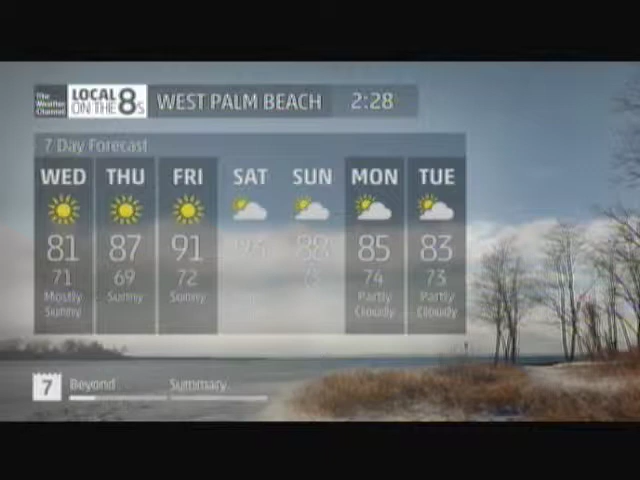 The
Weather
Channel
LOCAL
ON THE 8s
WEST PALM BEACH 2:28
7 Day Forecast
WED THU FRI SAT SUN MON TUE
81 87 91 93 88 85 83
71 69 72 74 73
Mostly Sunny Sunny Partly Partly
Sunny Cloudy Cloudy
7 Beyond Summary